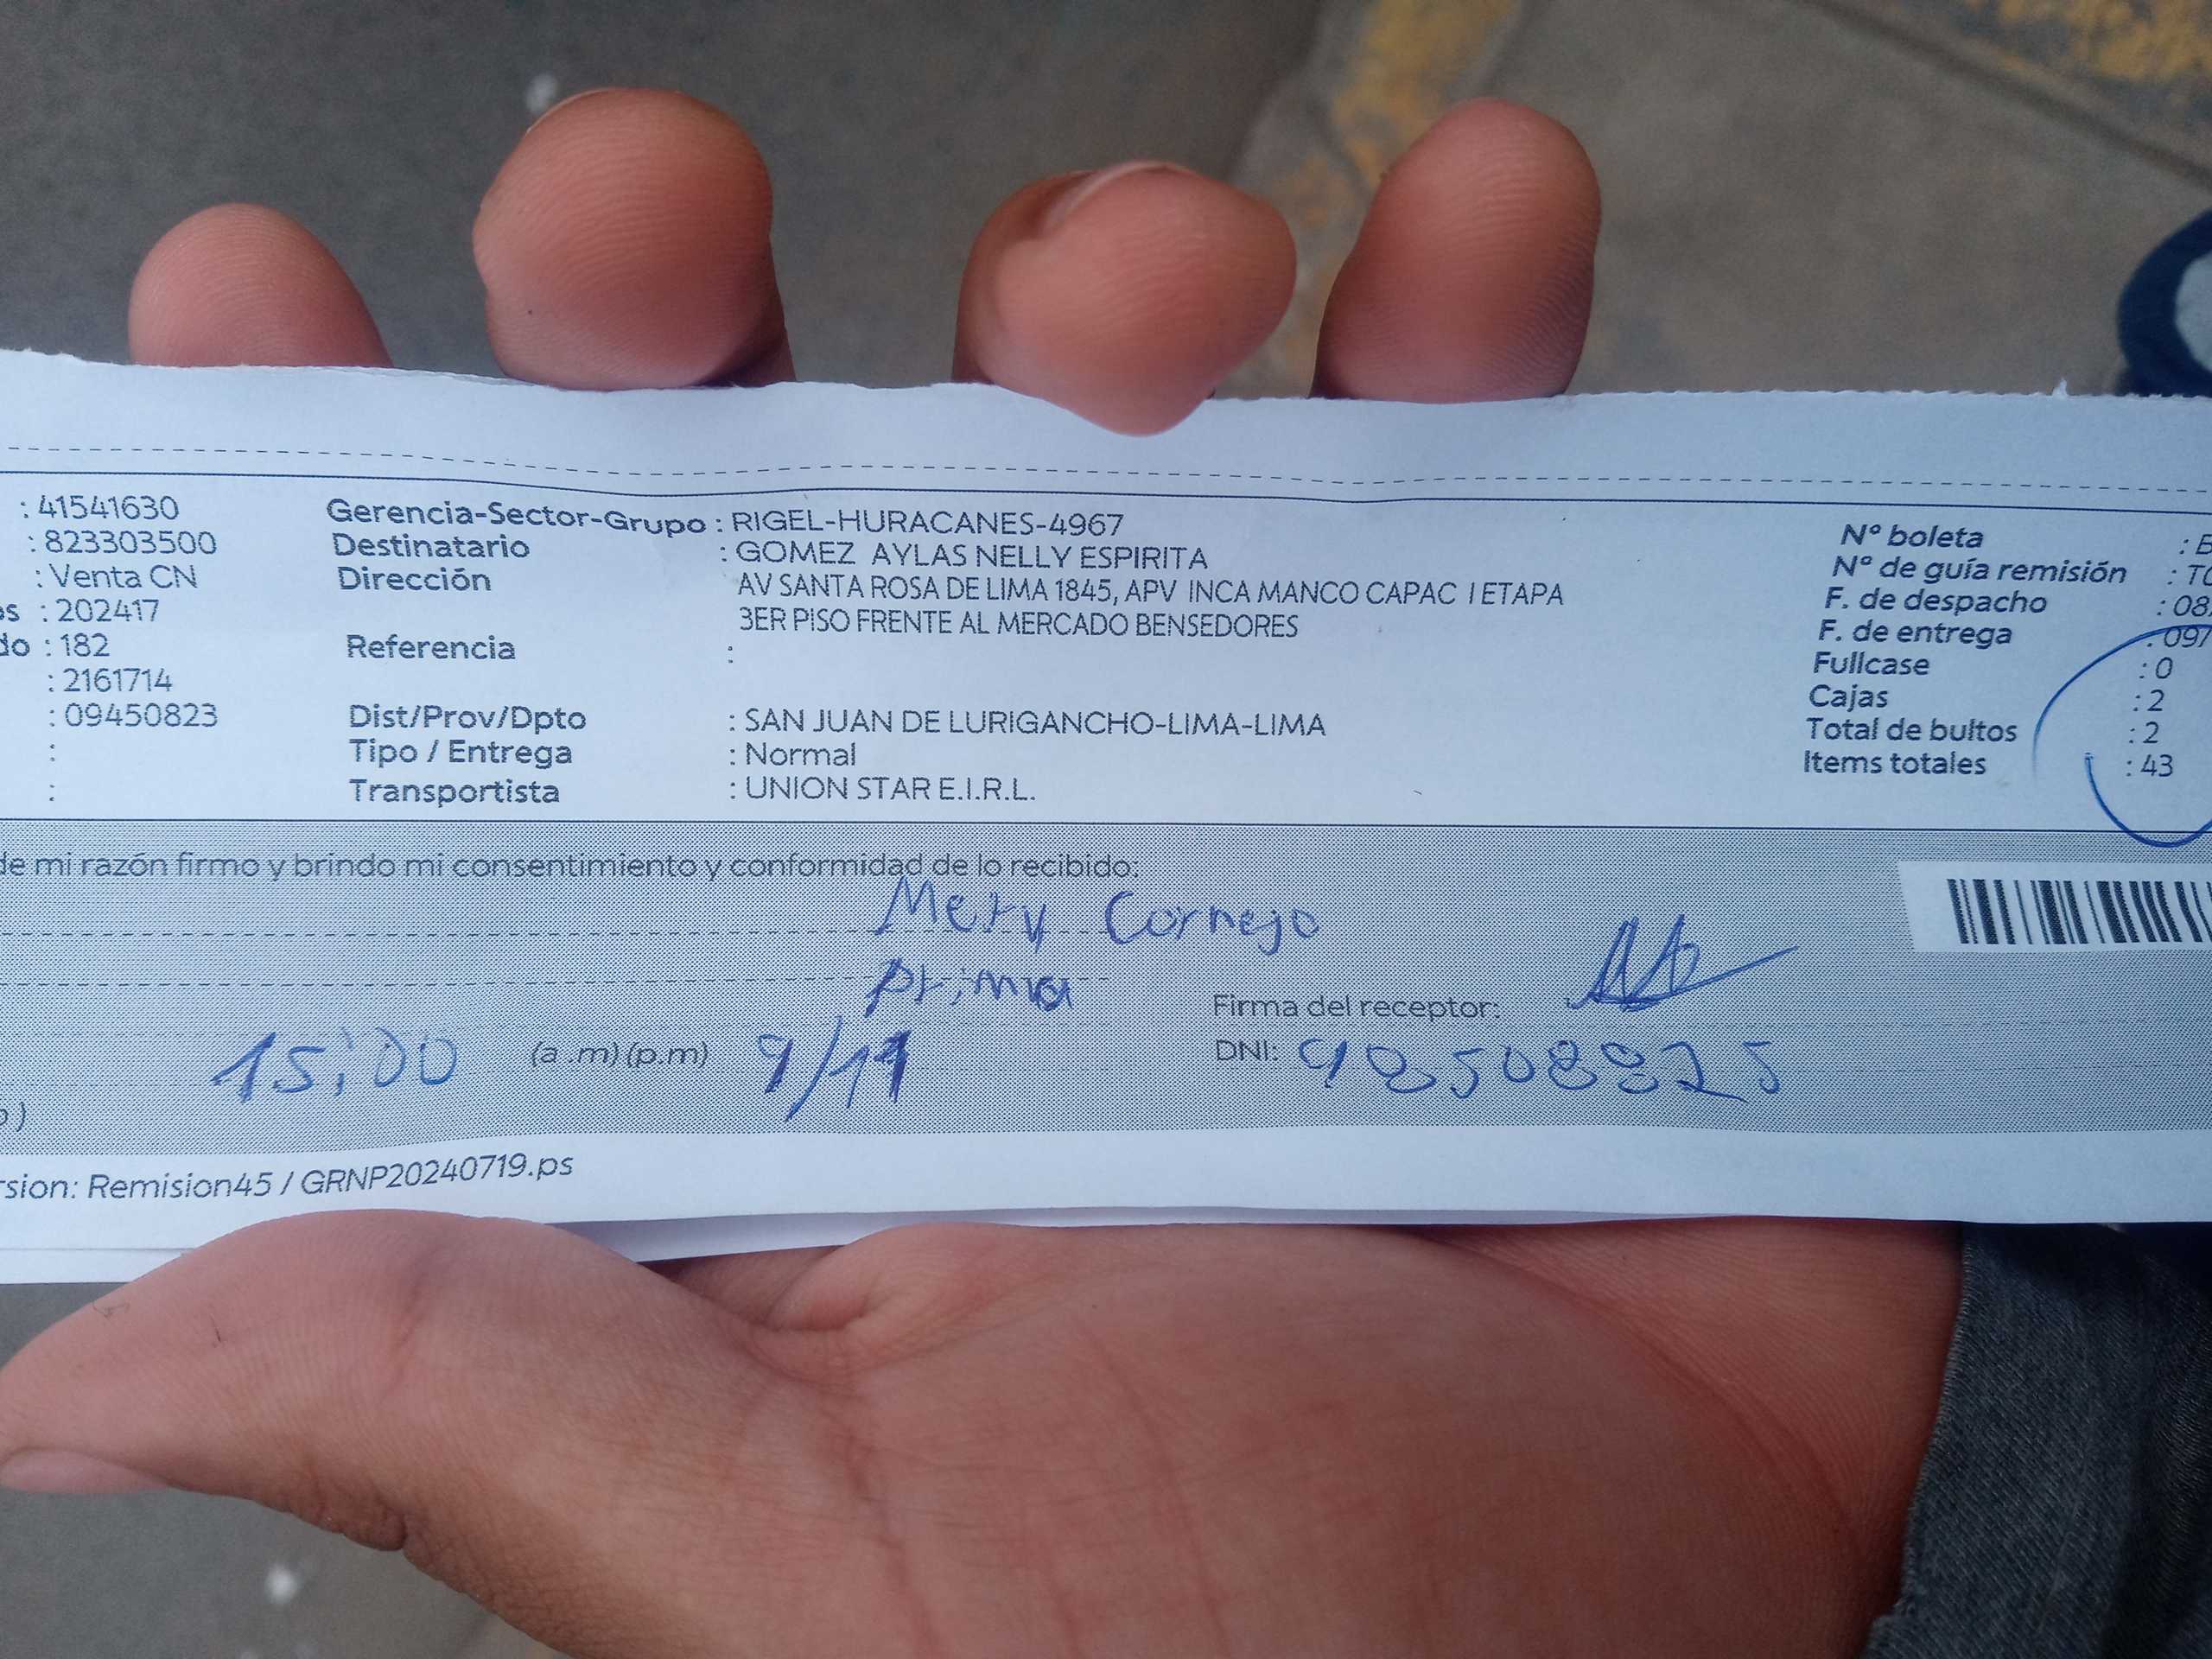 : 41541630 Gerencia-Sector-Grupo : RIGEL-HURACANES-4967 Nº boleta :
: 823303500 Destinatario : GOMEZ AYLAS NELLY ESPIRITA Nº de guía remisión :
: Venta CN Dirección AV SANTA ROSA DE LIMA 1845, APV INCA MANCO CAPAC I ETAPA F. de despacho : 08
: 202417 3ER PISO FRENTE AL MERCADO BENSEDORES F. de entrega : 09/
: 182 Referencia : Fullcase : 0
: 2161714 Cajas : 2
: 09450823 Dist/Prov/Dpto : SAN JUAN DE LURIGANCHO-LIMA-LIMA Total de bultos : 2
: Tipo / Entrega : Normal Items totales : 43
: Transportista : UNION STAR E.I.R.L.
de mi razón firmo y brindo mi consentimiento y conformidad de lo recibido:
Mery Cornejo
prima
Firma del receptor:
15:00 (a .m) (p.m) 9/11 DNI:
)
Remision45 / GRNP20240719.ps